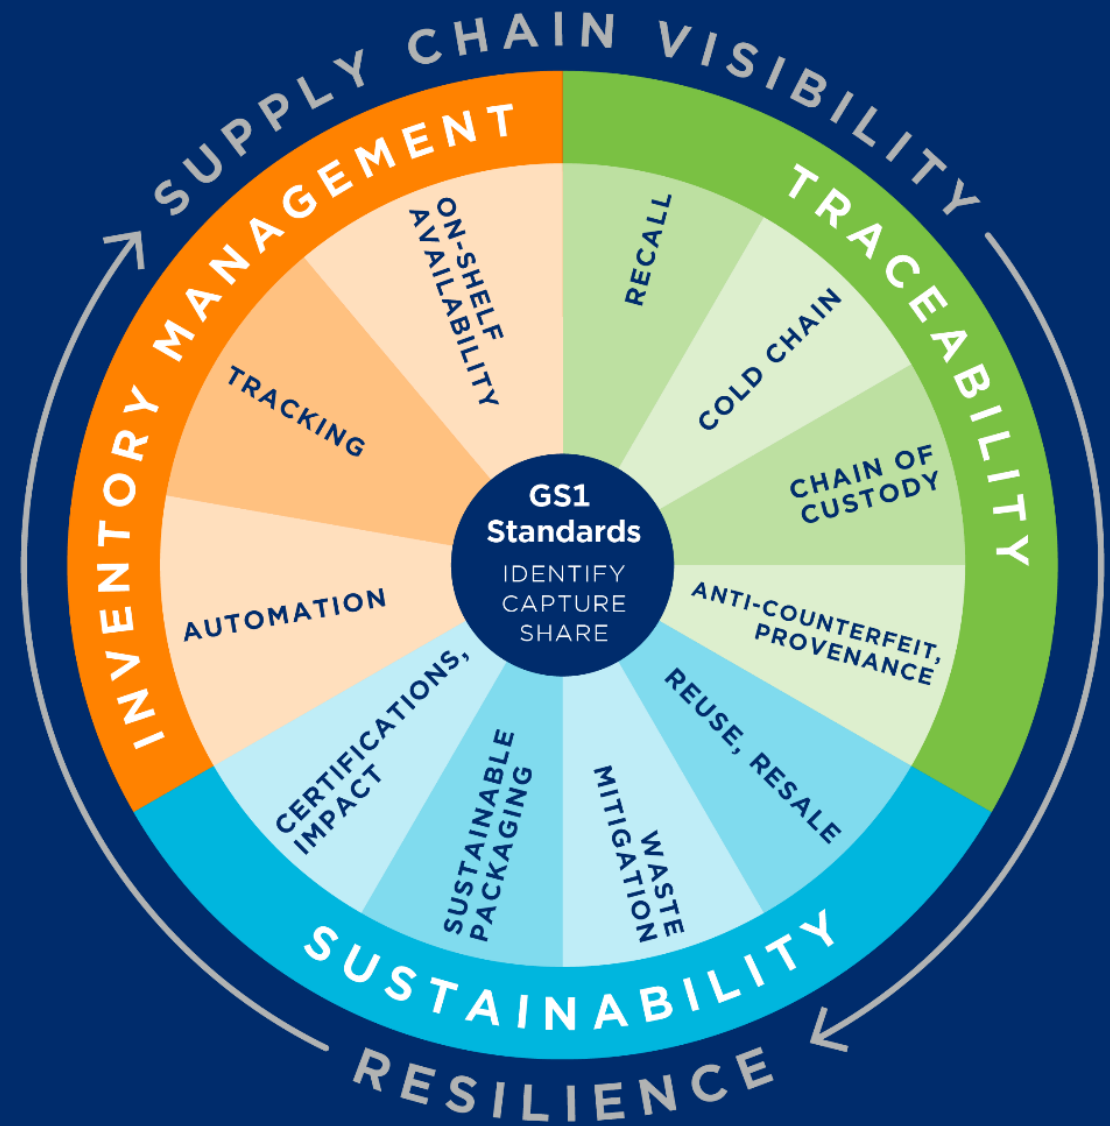 SUPPLY CHAIN VISIBILITY
INVENTORY MANAGEMENT
TRACEABILITY
ON-SHELF
AVAILABILITY
RECALL
TRACKING
COLD CHAIN
CHAIN OF
CUSTODY
AUTOMATION
GS1
Standards
IDENTIFY
CAPTURE
SHARE
ANTI-COUNTERFEIT,
PROVENANCE
CERTIFICATIONS,
IMPACT
SUSTAINABLE
PACKAGING
WASTE
MITIGATION
REUSE, RESALE
SUSTAINABILITY
RESILIENCE